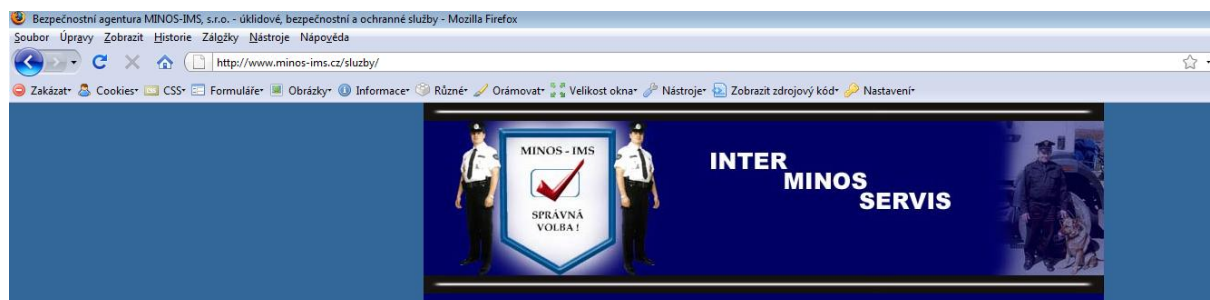 Bezpečnostní agentura MINOS-IMS, s.r.o. - úklidové, bezpečnostní a ochranné služby - Mozilla Firefox
Soubor Úpravy Zobrazit Historie Záložky Nástroje Nápověda
http://www.minos-ims.cz/sluzby/
Zakázat Cookies CSS Formuláře Obrázky Informace Různé Orámovat Velikost okna Nástroje Zobrazit zdrojový kód Nastavení
MINOS - IMS
SPRÁVNÁ
VOLBA !
INTER
MINOS
SERVIS